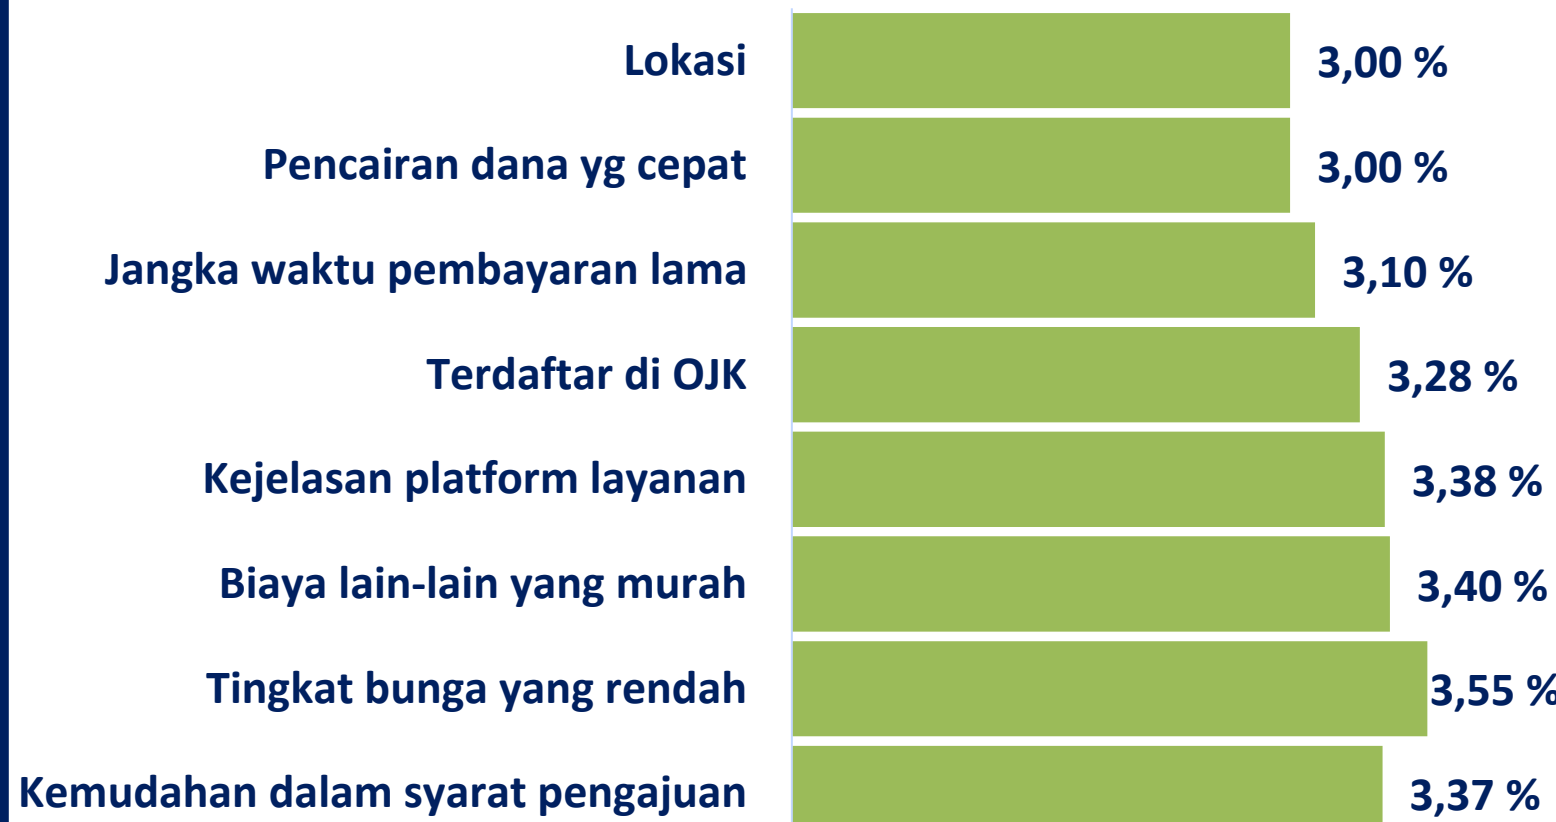 Lokasi 3,00 %
Pencairan dana yg cepat 3,00 %
Jangka waktu pembayaran lama 3,10 %
Terdaftar di OJK 3,28 %
Kejelasan platform layanan 3,38 %
Biaya lain-lain yang murah 3,40 %
Tingkat bunga yang rendah 3,55 %
Kemudahan dalam syarat pengajuan 3,37 %